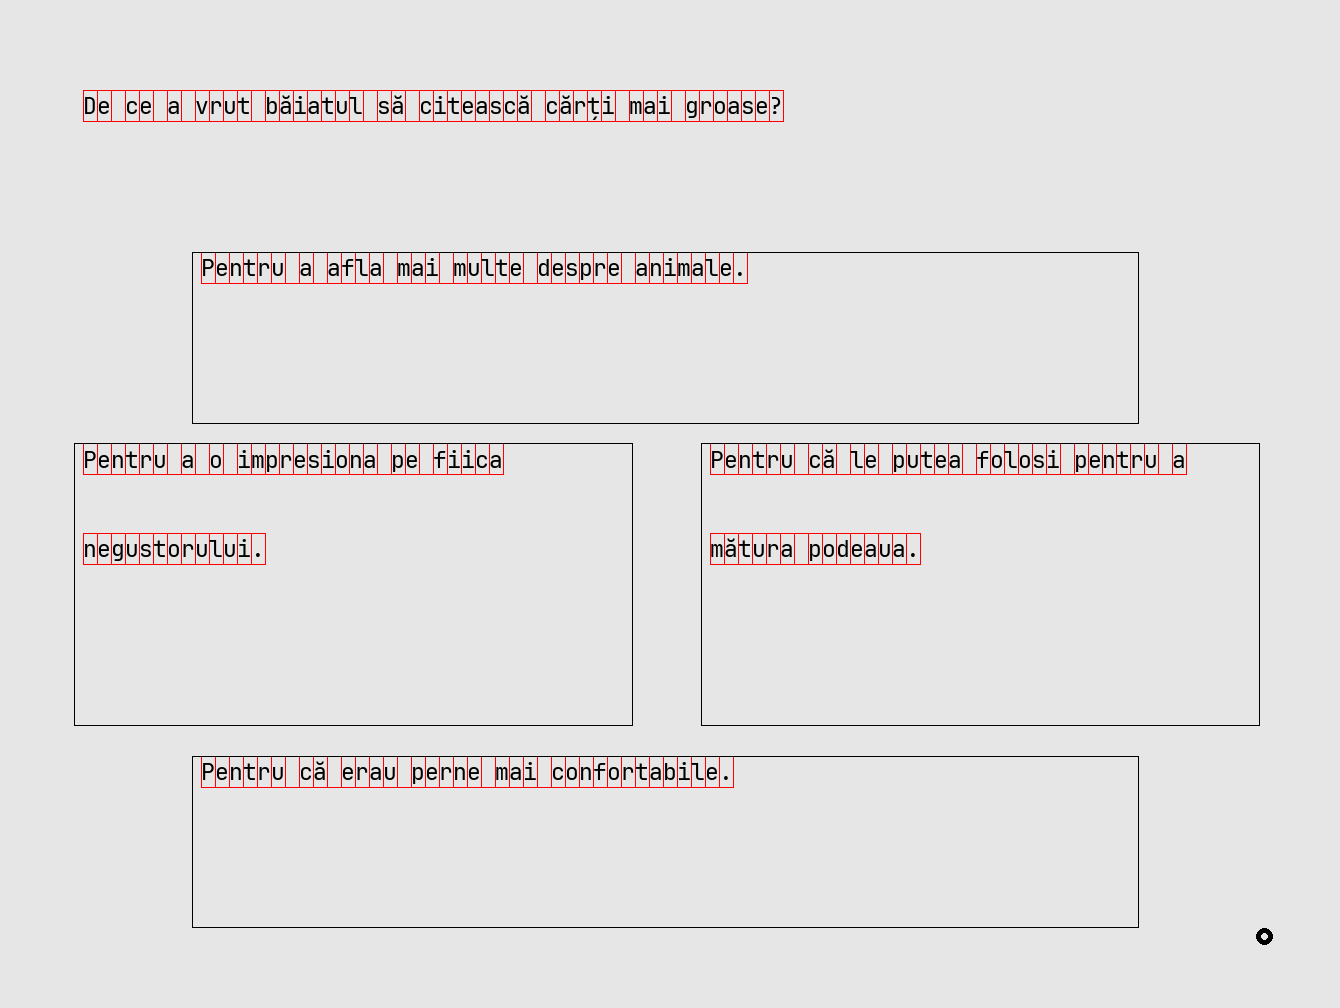 De ce a vrut băiatul să citească cărți mai groase?
Pentru a afla mai multe despre animale.
Pentru a o impresiona pe fiica
negustorului.
Pentru că le putea folosi pentru a
mătura podeaua.
Pentru că erau perne mai confortabile.